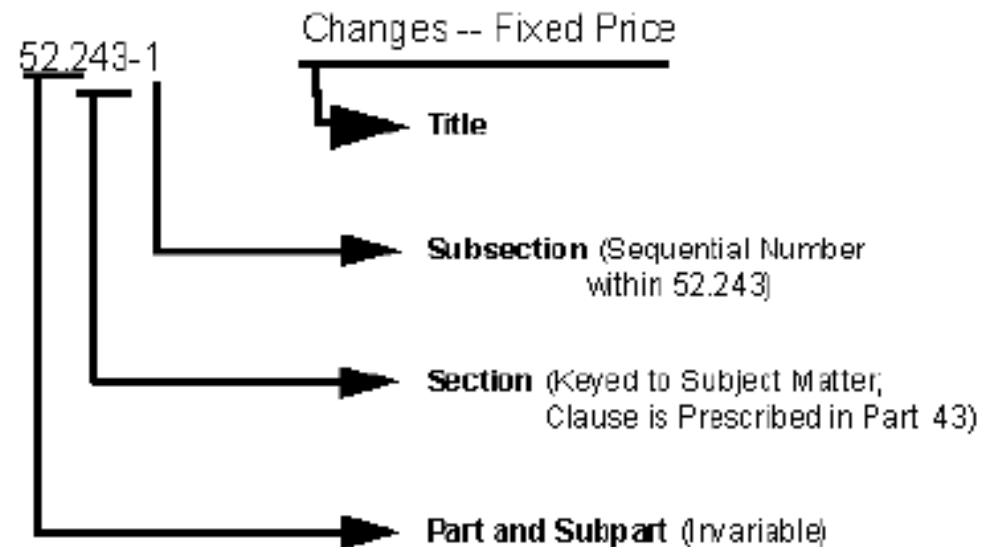 Changes -- Fixed Price
52.243-1
Title
Subsection (Sequential Number
within 52.243)
Section (Keyed to Subject Matter;
Clause is Prescribed in Part 43)
Part and Subpart (Invariable)